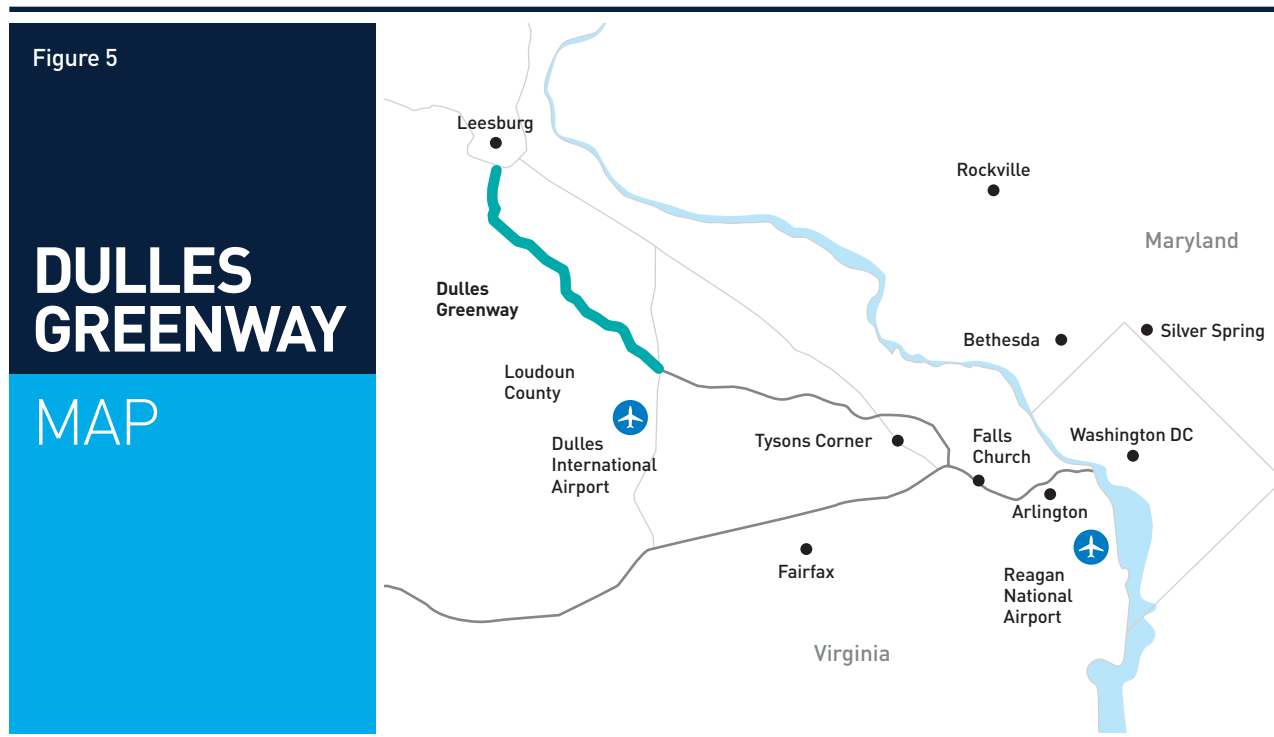 Figure 5
DULLES
GREENWAY
MAP
Leesburg
Rockville
Maryland
Dulles
Greenway
Bethesda
Silver Spring
Loudoun
County
Tysons Corner
Falls
Church
Washington DC
Dulles
International
Airport
Arlington
Fairfax
Reagan
National
Airport
Virginia